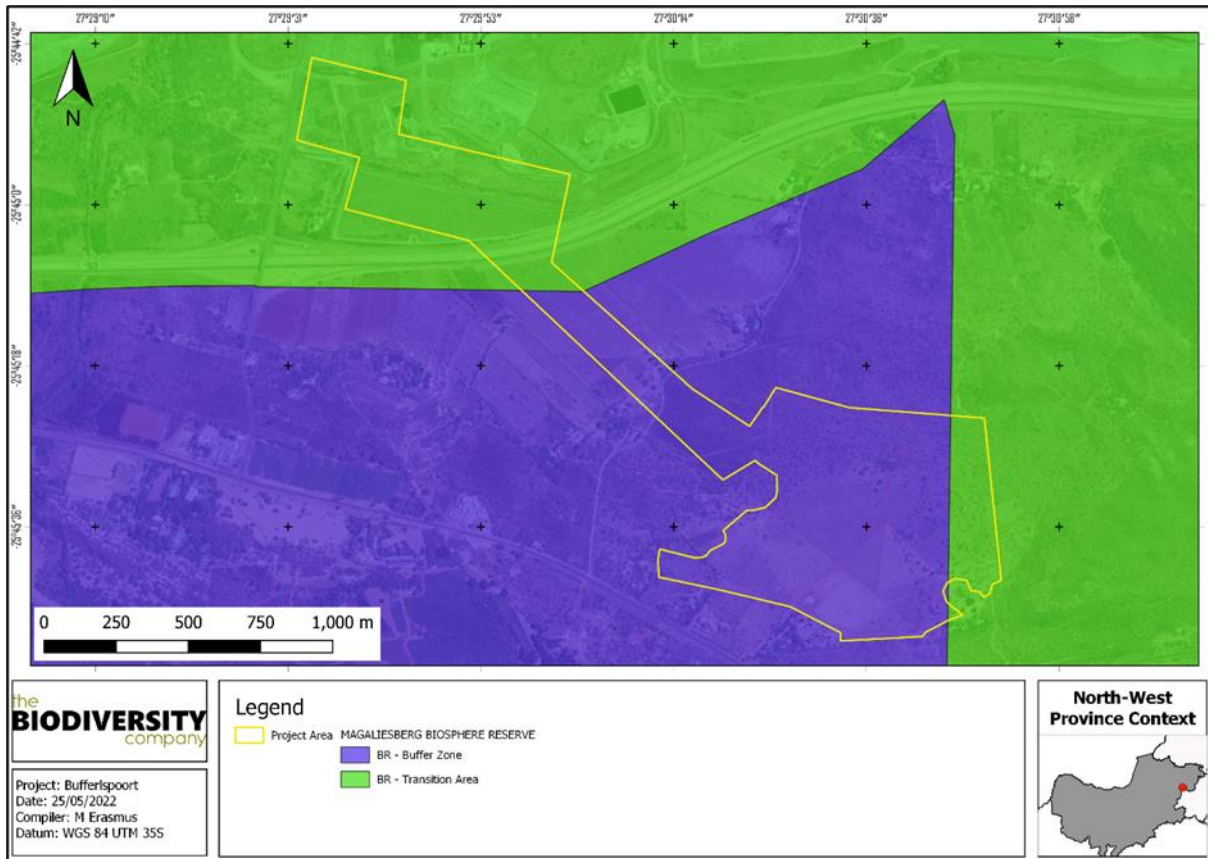 27°29'10" 27°29'31" 27°29'53" 27°30'14" 27°30'36" 27°30'58"
-25°44'42"
N
-25°45'0"
-25°45'18"
-25°45'36"
0 250 500 750 1,000 m
the
BIODIVERSITY
company
Project: Bufferlspoort
Date: 25/05/2022
Compiler: M Erasmus
Datum: WGS 84 UTM 35S
Legend
Project Area MAGALIESBERG BIOSPHERE RESERVE
BR - Buffer Zone
BR - Transition Area
North-West
Province Context